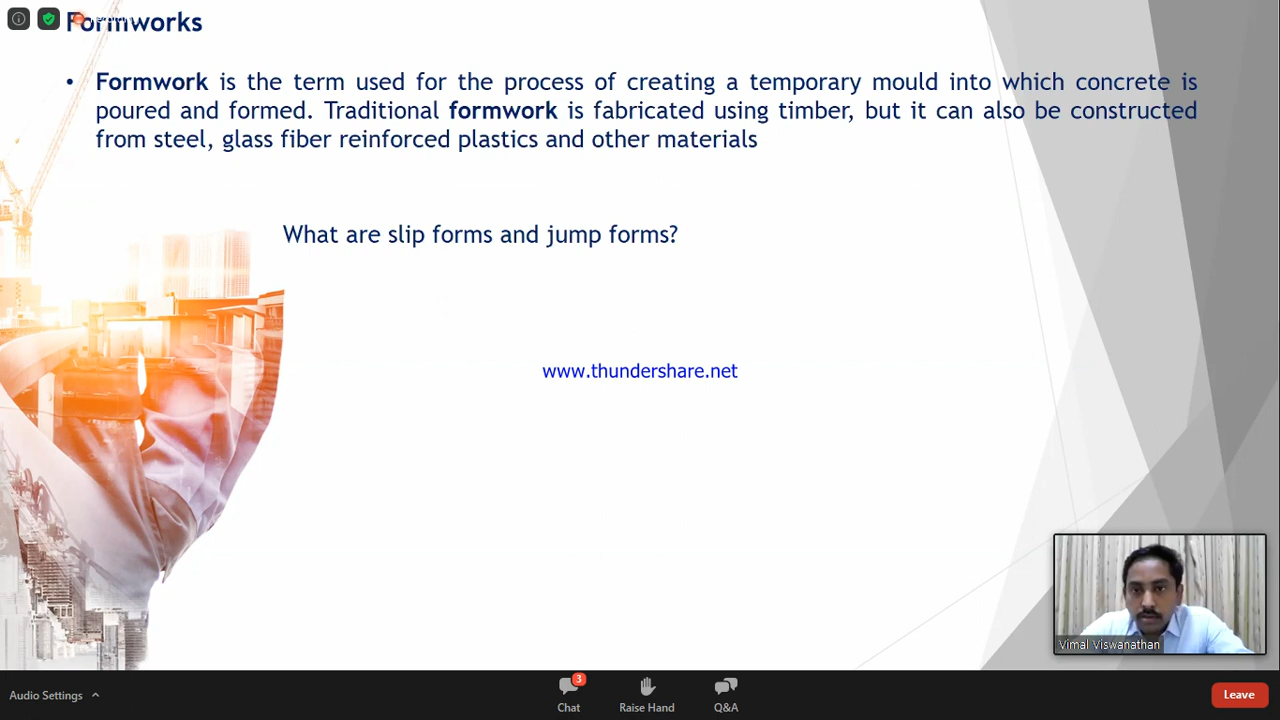 Formworks
• Formwork is the term used for the process of creating a temporary mould into which concrete is
poured and formed. Traditional formwork is fabricated using timber, but it can also be constructed
from steel, glass fiber reinforced plastics and other materials
What are slip forms and jump forms?
www.thundershare.net
Vimal Viswanathan
Audio Settings
3
Chat
Raise Hand
Q&A
Leave